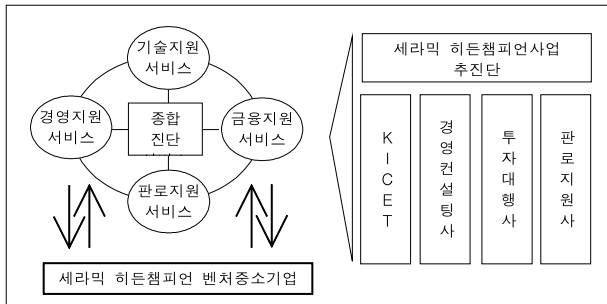 기술지원
서비스
경영지원
서비스
종합
진단
금융지원
서비스
판로지원
서비스
세라믹 히든챔피언 벤처중소기업
세라믹 히든챔피언사업
추진단
KICET
경영컨설팅사
투자대행사
판로지원사